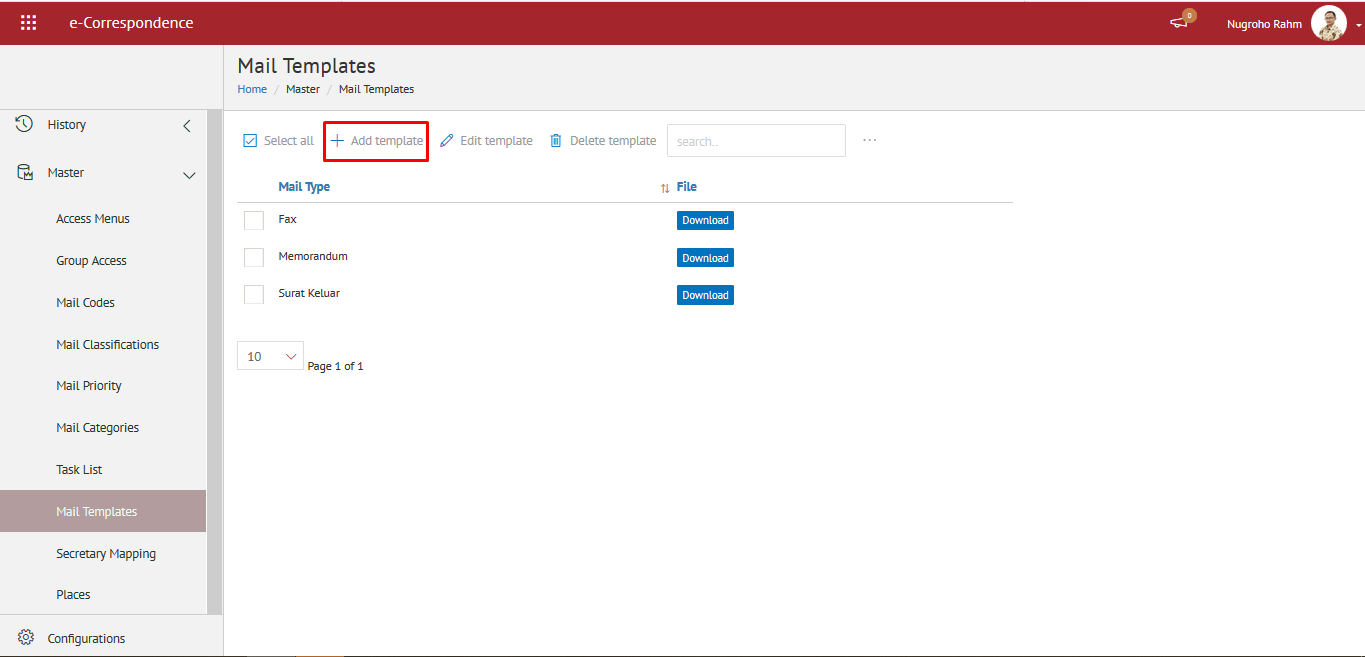 e-Correspondence
0
Nugroho Rahm
Mail Templates
Home / Master / Mail Templates
History
Master
Access Menus
Group Access
Mail Codes
Mail Classifications
Mail Priority
Mail Categories
Task List
Mail Templates
Secretary Mapping
Places
Configurations
Select all Add template Edit template Delete template search.. ...
Mail Type File
Fax Download
Memorandum Download
Surat Keluar Download
10 Page 1 of 1